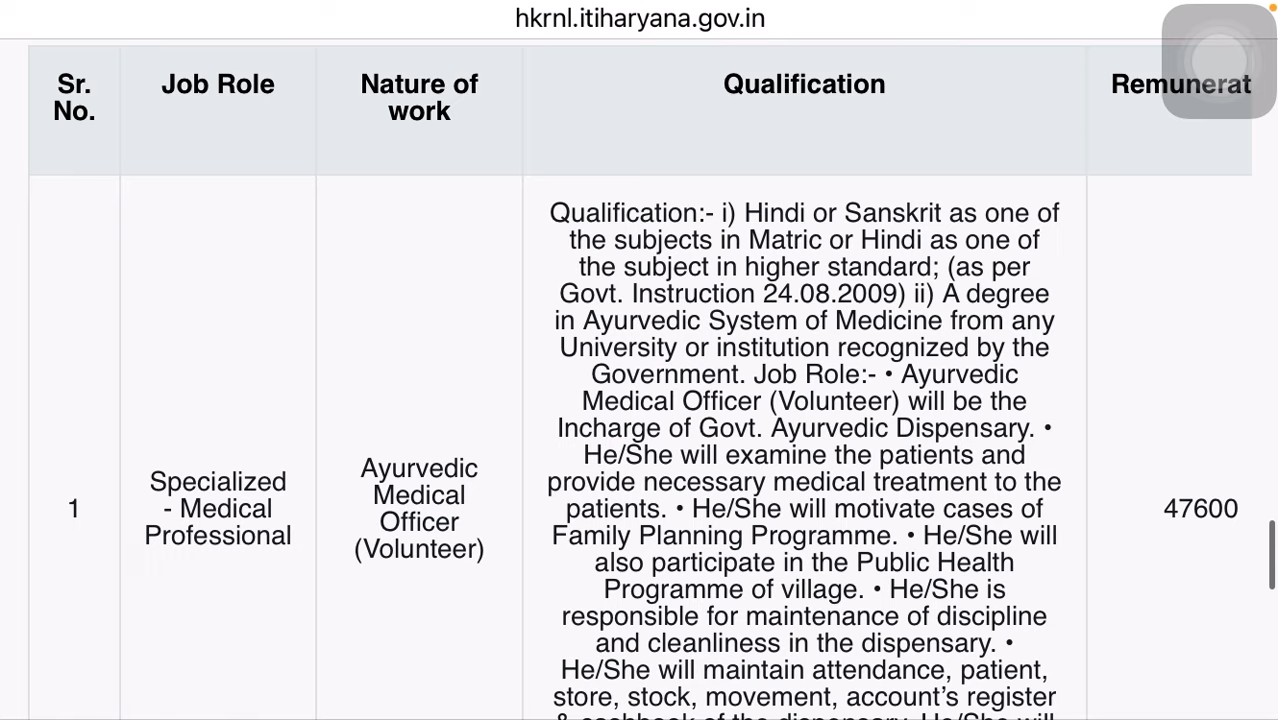 hkrnl.itiharyana.gov.in
Sr.
No.
Job Role
Nature of
work
Qualification
Remunerat
1
Specialized
- Medical
Professional
Ayurvedic
Medical
Officer
(Volunteer)
Qualification:- i) Hindi or Sanskrit as one of
the subjects in Matric or Hindi as one of
the subject in higher standard; (as per
Govt. Instruction 24.08.2009) ii) A degree
in Ayurvedic System of Medicine from any
University or institution recognized by the
Government. Job Role:- • Ayurvedic
Medical Officer (Volunteer) will be the
Incharge of Govt. Ayurvedic Dispensary. •
He/She will examine the patients and
provide necessary medical treatment to the
patients. • He/She will motivate cases of
Family Planning Programme. • He/She will
also participate in the Public Health
Programme of village. • He/She is
responsible for maintenance of discipline
and cleanliness in the dispensary. •
He/She will maintain attendance, patient,
store, stock, movement, account's register
& cashbook of the dispensary. He/She will
47600